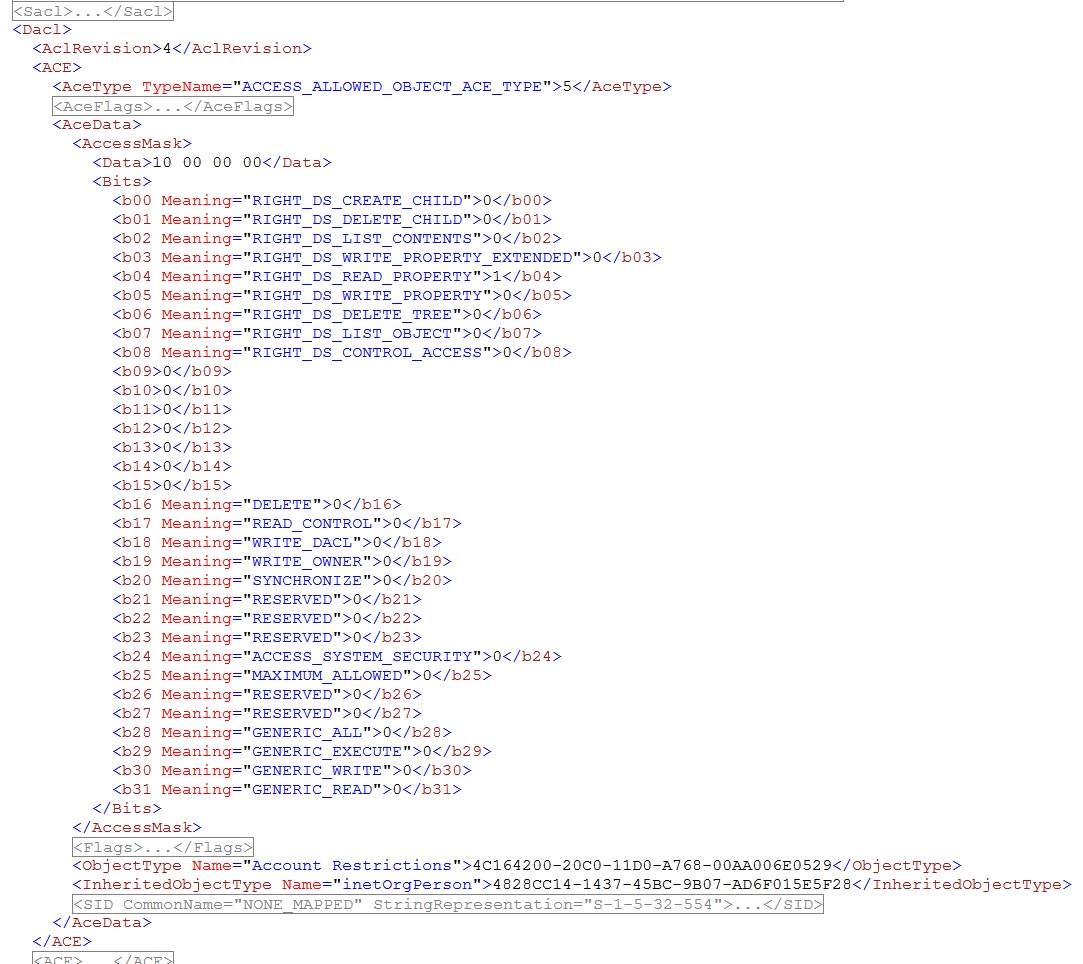 <Sacl>...</Sacl>
<Dacl>
<AclRevision>4</AclRevision>
<ACE>
<AceType TypeName="ACCESS_ALLOWED_OBJECT_ACE_TYPE">5</AceType>
<AceFlags>...</AceFlags>
<AceData>
<AccessMask>
<Data>10 00 00 00</Data>
<Bits>
<b00 Meaning="RIGHT_DS_CREATE_CHILD">0</b00>
<b01 Meaning="RIGHT_DS_DELETE_CHILD">0</b01>
<b02 Meaning="RIGHT_DS_LIST_CONTENTS">0</b02>
<b03 Meaning="RIGHT_DS_WRITE_PROPERTY_EXTENDED">0</b03>
<b04 Meaning="RIGHT_DS_READ_PROPERTY">1</b04>
<b05 Meaning="RIGHT_DS_WRITE_PROPERTY">0</b05>
<b06 Meaning="RIGHT_DS_DELETE_TREE">0</b06>
<b07 Meaning="RIGHT_DS_LIST_OBJECT">0</b07>
<b08 Meaning="RIGHT_DS_CONTROL_ACCESS">0</b08>
<b09>0</b09>
<b10>0</b10>
<b11>0</b11>
<b12>0</b12>
<b13>0</b13>
<b14>0</b14>
<b15>0</b15>
<b16 Meaning="DELETE">0</b16>
<b17 Meaning="READ_CONTROL">0</b17>
<b18 Meaning="WRITE_DACL">0</b18>
<b19 Meaning="WRITE_OWNER">0</b19>
<b20 Meaning="SYNCHRONIZE">0</b20>
<b21 Meaning="RESERVED">0</b21>
<b22 Meaning="RESERVED">0</b22>
<b23 Meaning="RESERVED">0</b23>
<b24 Meaning="ACCESS_SYSTEM_SECURITY">0</b24>
<b25 Meaning="MAXIMUM_ALLOWED">0</b25>
<b26 Meaning="RESERVED">0</b26>
<b27 Meaning="RESERVED">0</b27>
<b28 Meaning="GENERIC_ALL">0</b28>
<b29 Meaning="GENERIC_EXECUTE">0</b29>
<b30 Meaning="GENERIC_WRITE">0</b30>
<b31 Meaning="GENERIC_READ">0</b31>
</Bits>
</AccessMask>
<Flags>...</Flags>
<ObjectType Name="Account Restrictions">4C164200-20C0-11D0-A768-00AA006E0529</ObjectType>
<InheritedObjectType Name="inetOrgPerson">4828CC14-1437-45BC-9B07-AD6F015E5F28</InheritedObjectType>
<SID CommonName="NONE_MAPPED" StringRepresentation="S-1-5-32-554">...</SID>
</AceData>
</ACE>
<ACE>...</ACE>